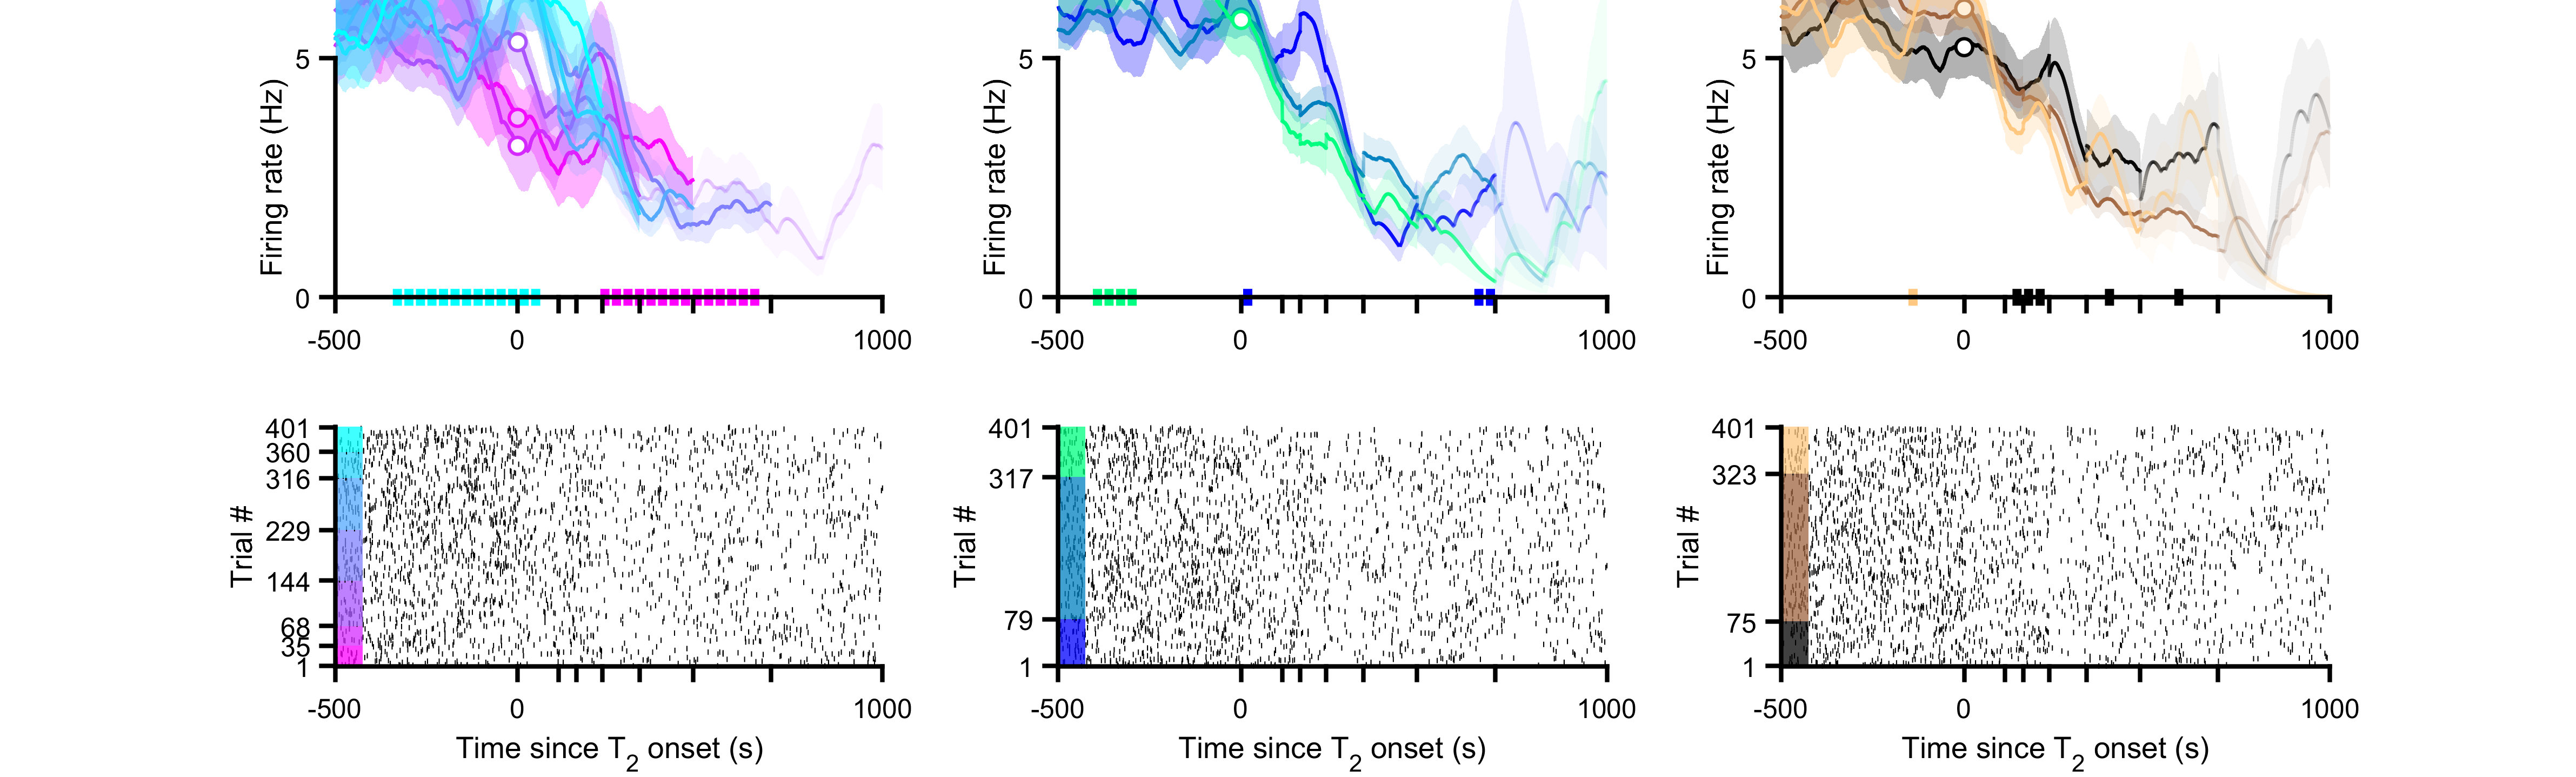 5 5 5
Firing rate (Hz) Firing rate (Hz) Firing rate (Hz)
0 0 0
-500 0 1000 -500 0 1000 -500 0 1000
401 401 401
360
316 317 323
229
144
79 75
68
35
1 1 1
Trial # Trial # Trial #
-500 0 1000 -500 0 1000 -500 0 1000
Time since T2 onset (s) Time since T2 onset (s) Time since T2 onset (s)